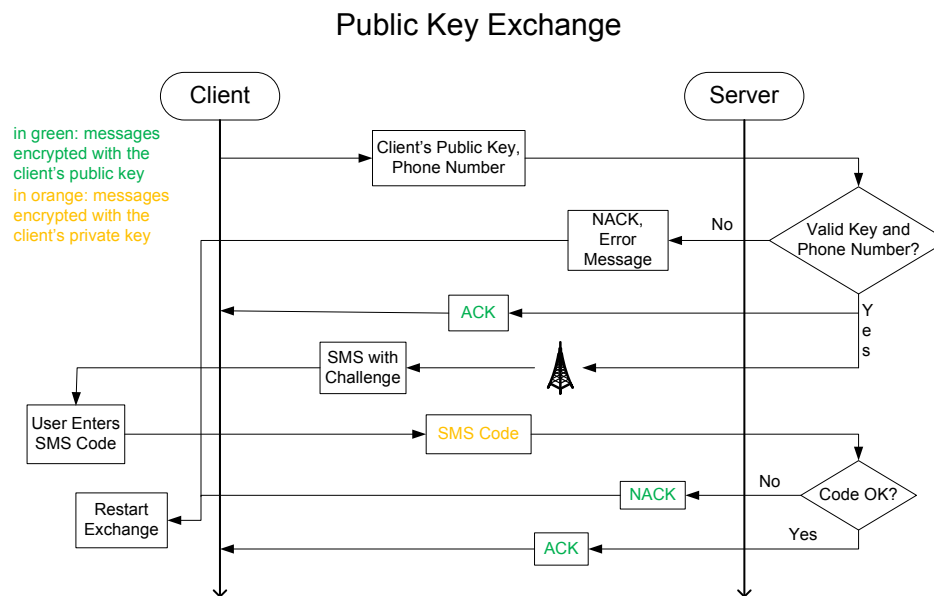 Public Key Exchange
Client
Server
in green: messages
encrypted with the
client's public key
in orange: messages
encrypted with the
client's private key
Client's Public Key,
Phone Number
Valid Key and
Phone Number?
No
NACK,
Error
Message
Y
e
s
ACK
SMS with
Challenge
User Enters
SMS Code
SMS Code
Code OK?
No
NACK
Restart
Exchange
Yes
ACK